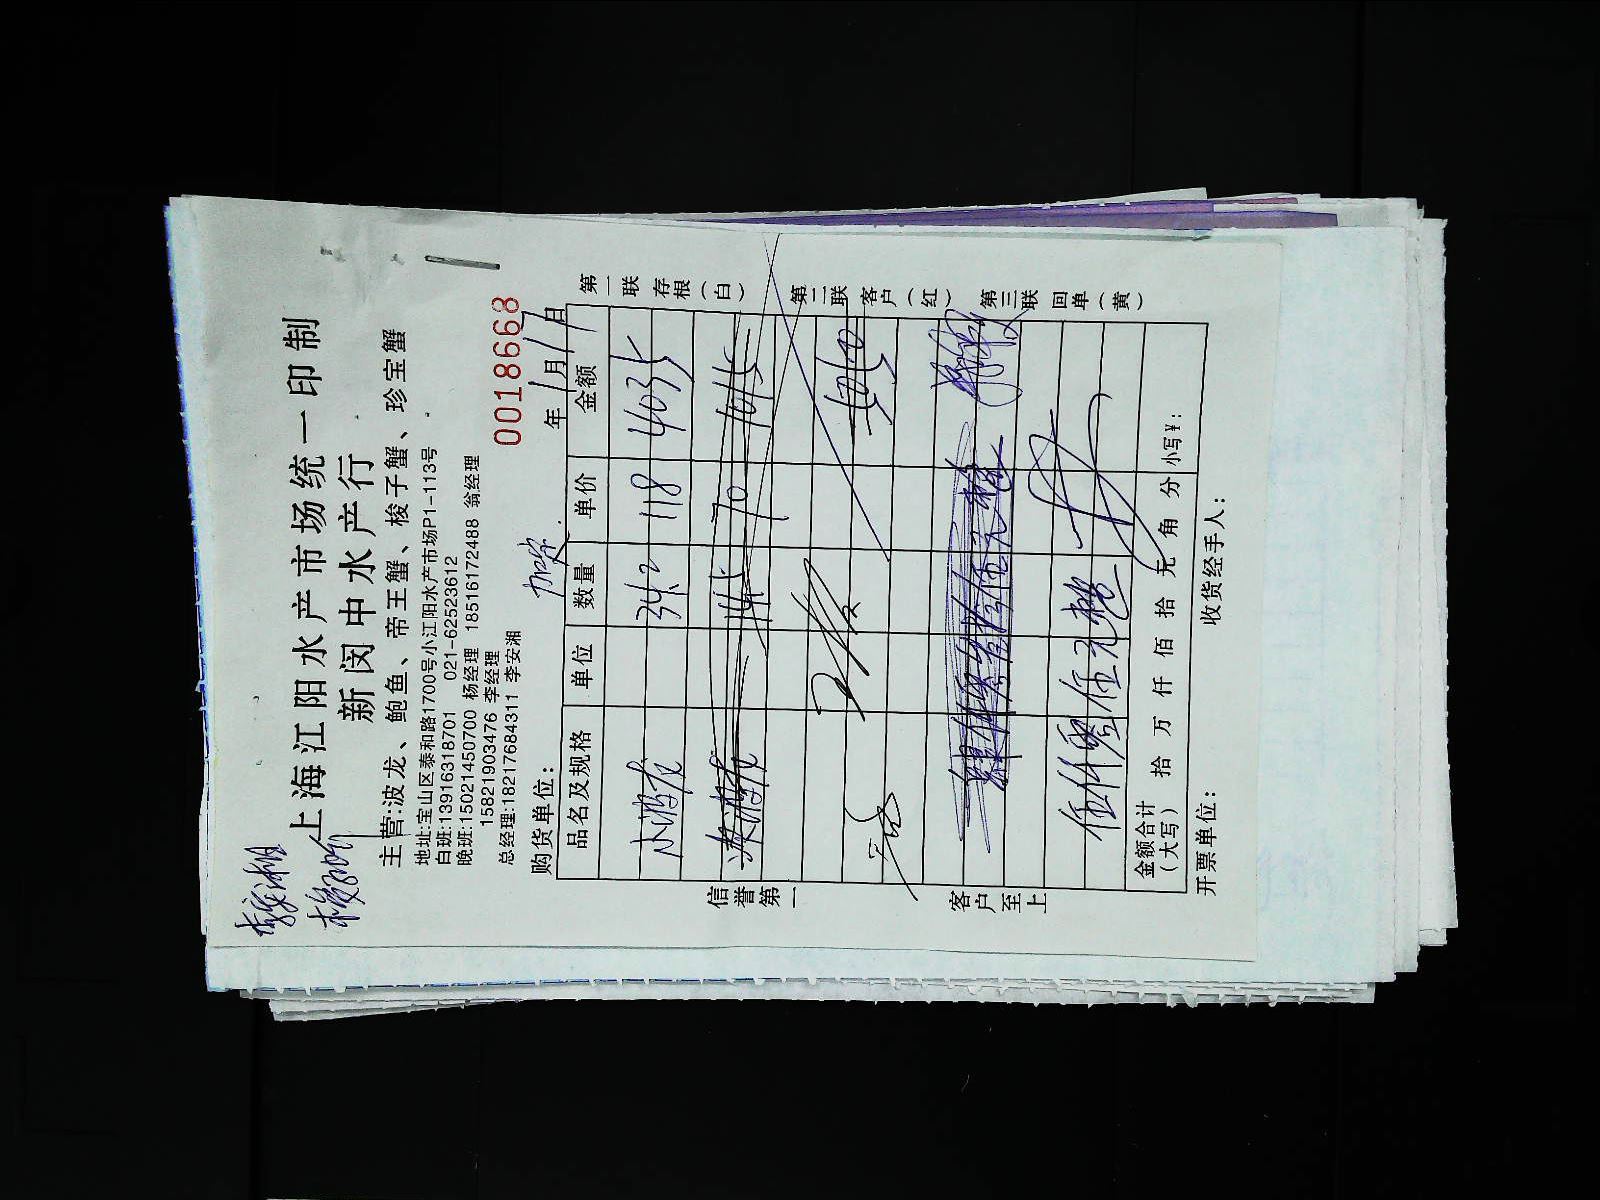 上海江阳水产市场统一印制
新闵中水产行
主营:波龙、鲍鱼、帝王蟹、梭子蟹、珍宝蟹
地址:宝山区泰和路1700号小江阳水产市场P1-113号
白班:13916318701 021-62523612
晚班:15021450700 杨经理 18516172488 翁经理
15821903476 李经理
总经理:18217684311 李安湘
0018668
购货单位:
年 月 日
品名及规格 单位 数量 单价 金额
小波龙 34.2 118 4035
70 1015
金额合计(大写) 拾 万 仟 佰 拾 元 角 分 小写¥:
开票单位: 收货经手人:
信誉第一
客户至上
第一联存根(白)
第二联客户(红)
第三联回单(黄)